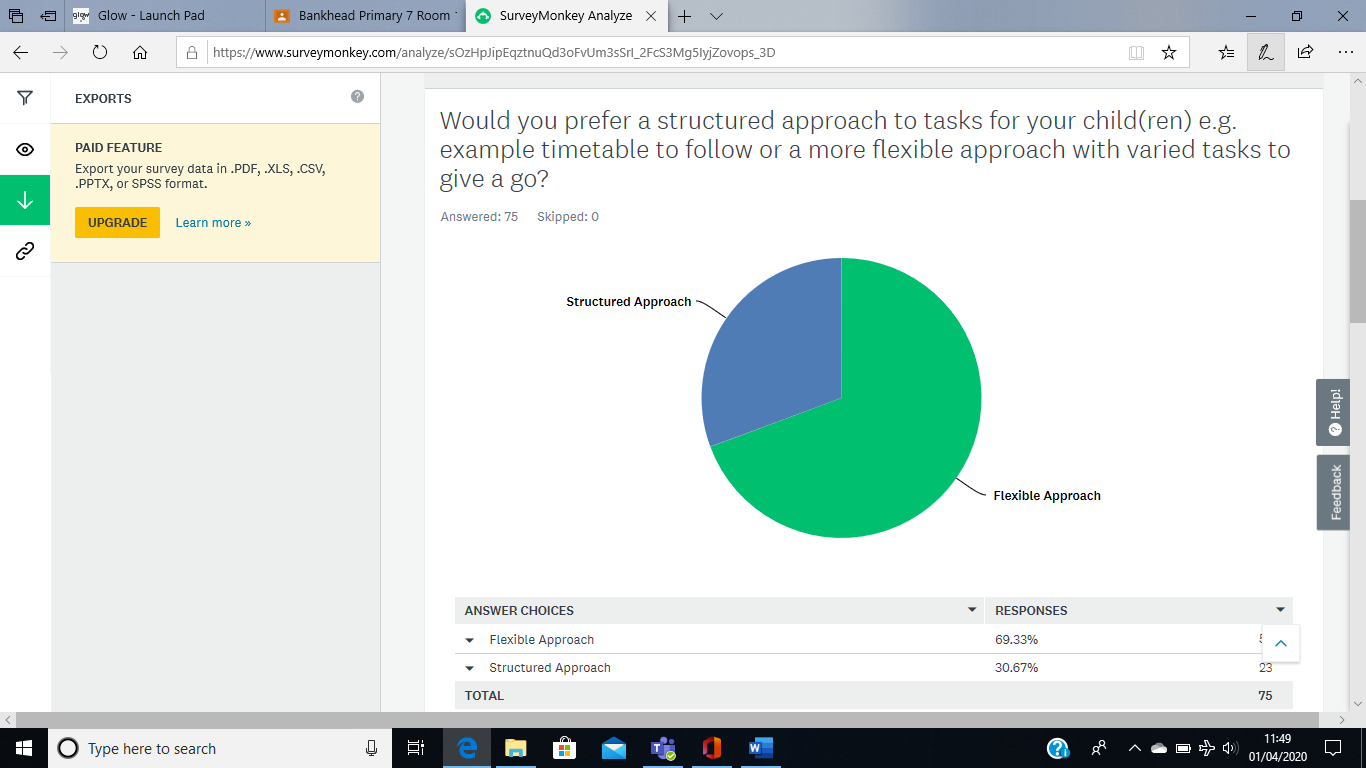 Glow - Launch Pad
Bankhead Primary 7 Room
SurveyMonkey Analyze
https://www.surveymonkey.com/analyze/sOzHpJipEqztnuQd3oFvUm3sSrI_2FcS3Mg5IyjZovops_3D
EXPORTS
PAID FEATURE
Export your survey data in .PDF, .XLS, .CSV,
.PPTX, or SPSS format.
UPGRADE Learn more »
Would you prefer a structured approach to tasks for your child(ren) e.g.
example timetable to follow or a more flexible approach with varied tasks to
give a go?
Answered: 75 Skipped: 0
Structured Approach
Flexible Approach
Help!
Feedback
ANSWER CHOICES RESPONSES
Flexible Approach 69.33%
Structured Approach 30.67% 23
TOTAL 75
Type here to search
11:49
01/04/2020